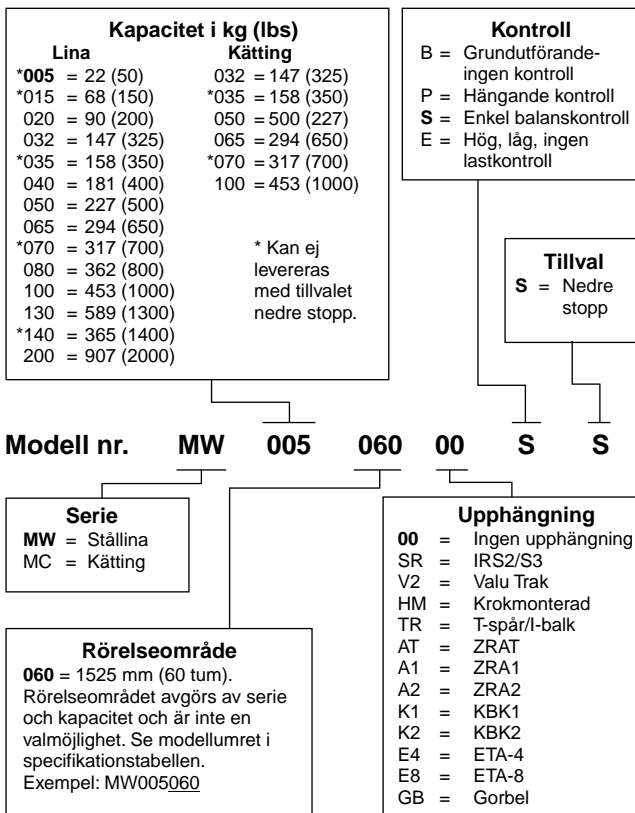 Kapacitet i kg (lbs)
Lina
*005 = 22 (50)
*015 = 68 (150)
020 = 90 (200)
032 = 147 (325)
*035 = 158 (350)
040 = 181 (400)
050 = 227 (500)
065 = 294 (650)
*070 = 317 (700)
080 = 362 (800)
100 = 453 (1000)
130 = 589 (1300)
*140 = 365 (1400)
200 = 907 (2000)
Kätting
032 = 147 (325)
*035 = 158 (350)
050 = 500 (227)
065 = 294 (650)
*070 = 317 (700)
100 = 453 (1000)
* Kan ej
levereras
med tillvalet
nedre stopp.
Kontroll
B = Grundutförande-
ingen kontroll
P = Hängande kontroll
S = Enkel balanskontroll
E = Hög, låg, ingen
lastkontroll
Tillval
S = Nedre
stopp
Modell nr. MW 005 060 00 S S
Serie
MW = Stållina
MC = Kätting
Rörelseområde
060 = 1525 mm (60 tum).
Rörelseområdet avgörs av serie
och kapacitet och är inte en
valmöjlighet. Se modellumret i
specifikationstabellen.
Exempel: MW005060
Upphängning
00 = Ingen upphängning
SR = IRS2/S3
V2 = Valu Trak
HM = Krokmonterad
TR = T-spår/I-balk
AT = ZRAT
A1 = ZRA1
A2 = ZRA2
K1 = KBK1
K2 = KBK2
E4 = ETA-4
E8 = ETA-8
GB = Gorbel